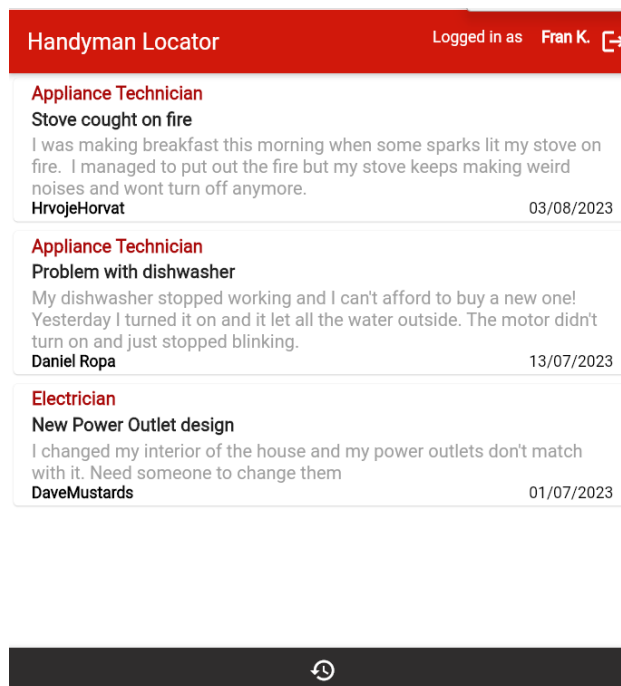 Handyman Locator
Logged in as Fran K.
Appliance Technician
Stove cought on fire
I was making breakfast this morning when some sparks lit my stove on
fire. I managed to put out the fire but my stove keeps making weird
noises and wont turn off anymore.
HrvojeHorvat 03/08/2023
Appliance Technician
Problem with dishwasher
My dishwasher stopped working and I can't afford to buy a new one!
Yesterday I turned it on and it let all the water outside. The motor didn't
turn on and just stopped blinking.
Daniel Ropa 13/07/2023
Electrician
New Power Outlet design
I changed my interior of the house and my power outlets don't match
with it. Need someone to change them
DaveMustards 01/07/2023